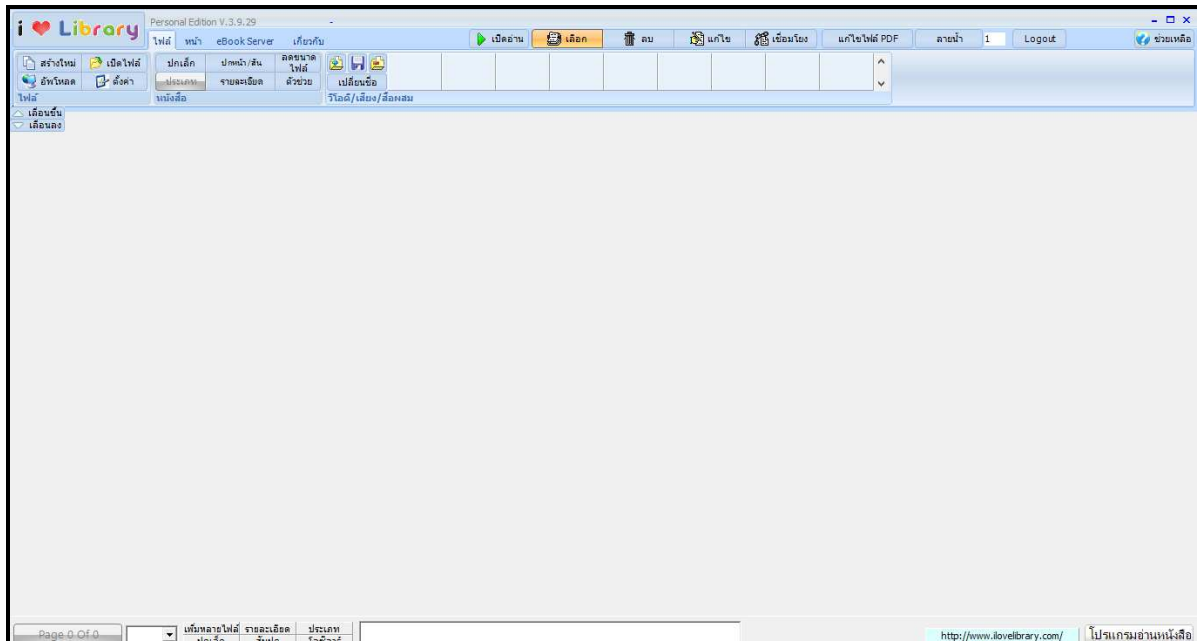 i ♥ Library
Personal Edition V.3.9.29 -
ไฟล์ หน้า eBook Server เกี่ยวกับ เปิดอ่าน เลือก ลบ แก้ไข เชื่อมโยง แก้ไขไฟล์ PDF ลายน้ำ 1 Logout ช่วยเหลือ
สร้างใหม่ เปิดไฟล์ ปกเล็ก ปกหน้า/สัน ลดขนาด
ไฟล์
อัพโหลด ตั้งค่า ประเภท รายละเอียด ตัวช่วย เปลี่ยนชื่อ
ไฟล์ หนังสือ วีโอดี/เสียง/สื่อผสม
เลื่อนขึ้น
เลื่อนลง
Page 0 Of 0 เพิ่มหลายไฟล์ รายละเอียด ประเภท
ปกเล็ก http://www.ilovelibrary.com/ โปรแกรมอ่านหนังสือ